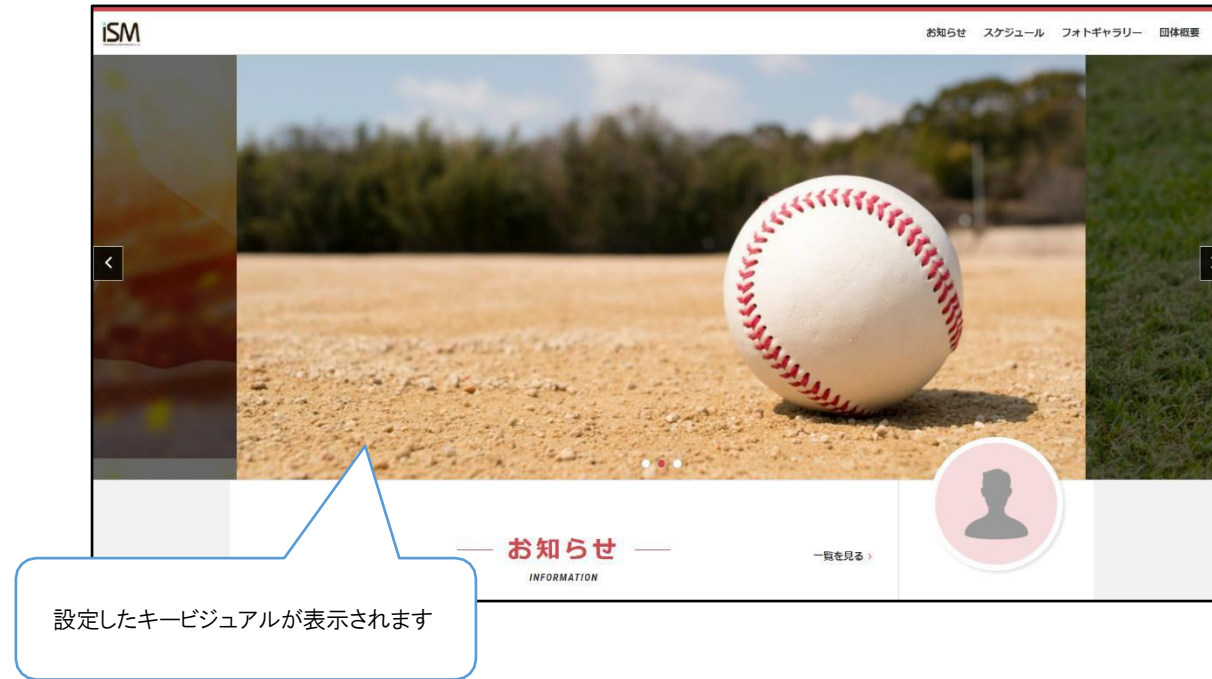 iSM
お知らせ スケジュール フォトギャラリー 団体概要
お知らせ
INFORMATION
一覧を見る
設定したキービジュアルが表示されます